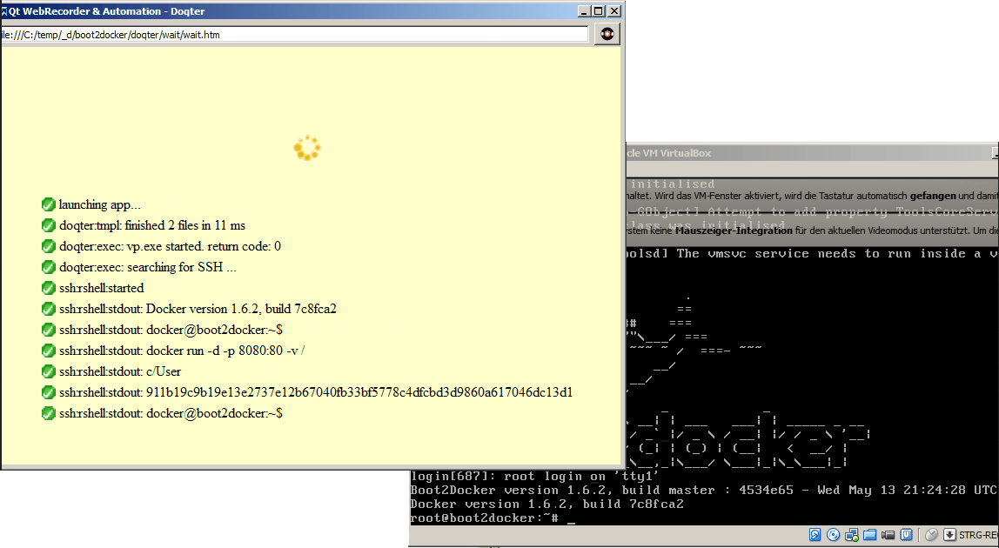 Qt WebRecorder & Automation - Doqter
ile:///C:/temp/_d/boot2docker/doqter/wait/wait.htm
launching app...
doqter:tmpl: finished 2 files in 11 ms
doqter:exec: vp.exe started. return code: 0
doqter:exec: searching for SSH ...
ssh:rshell:started
ssh:rshell:stdout: Docker version 1.6.2, build 7c8fca2
ssh:rshell:stdout: docker@boot2docker:~$
ssh:rshell:stdout: docker run -d -p 8080:80 -v /
ssh:rshell:stdout: c/User
ssh:rshell:stdout: 911b19c9b19e13e2737e12b67040fb33bf5778c4dfcbd3d9860a617046dc13d1
ssh:rshell:stdout: docker@boot2docker:~$
cle VM VirtualBox
initialised
haltet. Wird das VM-Fenster aktiviert, wird die Tastatur automatisch gefangen und damit
-GObject] Attempt to add property ToolsCoreServ
class was initialised
ystem keine Mauszeiger-Integration für den aktuellen Videomodus unterstützt. Um die
olsd] The vmsvc service needs to run inside a v
docker
login[687]: root login on 'tty1'
Boot2Docker version 1.6.2, build master : 4534e65 - Wed May 13 21:24:28 UTC
Docker version 1.6.2, build 7c8fca2
root@boot2docker:~# _
STRG-RE